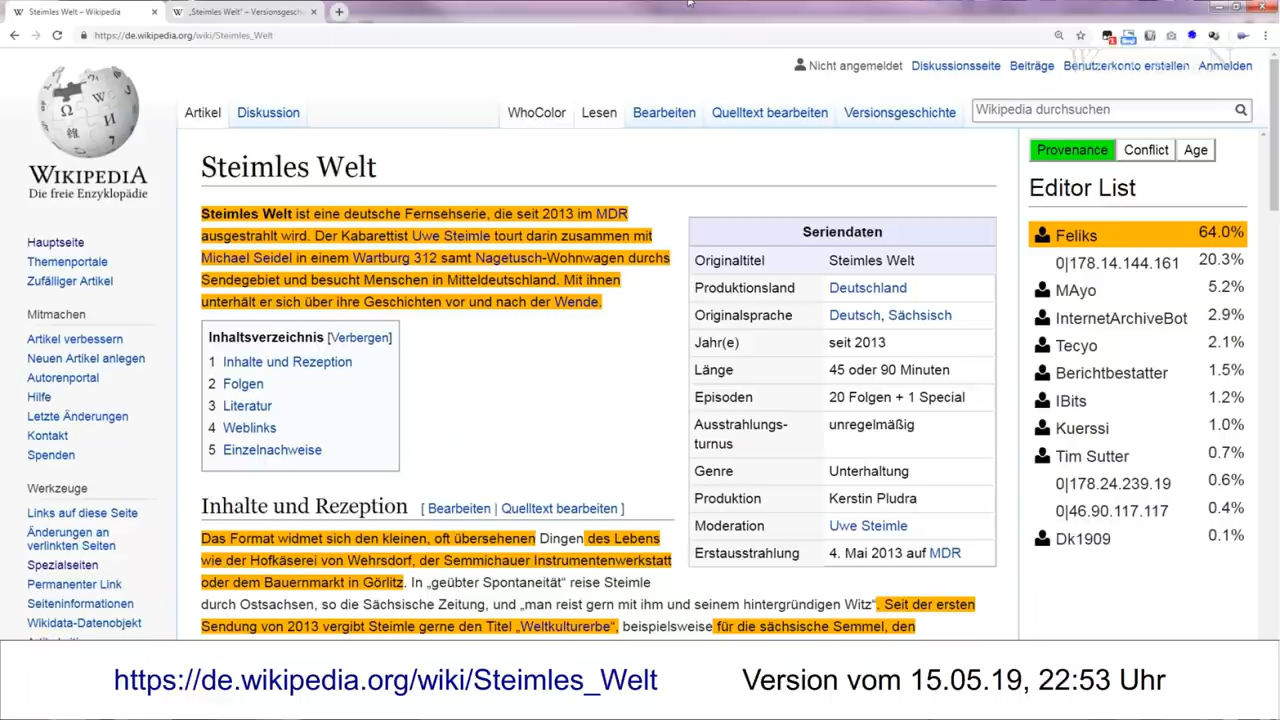 Steimles Welt – Wikipedia
„Steimles Welt“ – Versionsgesch
https://de.wikipedia.org/wiki/Steimles_Welt
Nicht angemeldet Diskussionsseite Beiträge Benutzerkonto erstellen Anmelden
Artikel Diskussion WhoColor Lesen Bearbeiten Quelltext bearbeiten Versionsgeschichte Wikipedia durchsuchen
WIKIPEDIA
Die freie Enzyklopädie
Hauptseite
Themenportale
Zufälliger Artikel
Mitmachen
Artikel verbessern
Neuen Artikel anlegen
Autorenportal
Hilfe
Letzte Änderungen
Kontakt
Spenden
Werkzeuge
Links auf diese Seite
Änderungen an
verlinkten Seiten
Spezialseiten
Permanenter Link
Seiteninformationen
Wikidata-Datenobjekt
Steimles Welt
Steimles Welt ist eine deutsche Fernsehserie, die seit 2013 im MDR
ausgestrahlt wird. Der Kabarettist Uwe Steimle tourt darin zusammen mit
Michael Seidel in einem Wartburg 312 samt Nagetusch-Wohnwagen durchs
Sendegebiet und besucht Menschen in Mitteldeutschland. Mit ihnen
unterhält er sich über ihre Geschichten vor und nach der Wende.
Inhaltsverzeichnis [Verbergen]
1 Inhalte und Rezeption
2 Folgen
3 Literatur
4 Weblinks
5 Einzelnachweise
Inhalte und Rezeption [ Bearbeiten | Quelltext bearbeiten ]
Das Format widmet sich den kleinen, oft übersehenen Dingen des Lebens
wie der Hofkäserei von Wehrsdorf, der Semmichauer Instrumentenwerkstatt
oder dem Bauernmarkt in Görlitz. In „geübter Spontaneität“ reise Steimle
durch Ostsachsen, so die Sächsische Zeitung, und „man reist gern mit ihm und seinem hintergründigen Witz“. Seit der ersten
Sendung von 2013 vergibt Steimle gerne den Titel „Weltkulturerbe“, beispielsweise für die sächsische Semmel, den
Seriendaten
Originaltitel Steimles Welt
Produktionsland Deutschland
Originalsprache Deutsch, Sächsisch
Jahr(e) seit 2013
Länge 45 oder 90 Minuten
Episoden 20 Folgen + 1 Special
Ausstrahlungs- unregelmäßig
turnus
Genre Unterhaltung
Produktion Kerstin Pludra
Moderation Uwe Steimle
Erstausstrahlung 4. Mai 2013 auf MDR
Provenance Conflict Age
Editor List
Feliks 64.0%
0|178.14.144.161 20.3%
MAyo 5.2%
InternetArchiveBot 2.9%
Tecyo 2.1%
Berichtbestatter 1.5%
IBits 1.2%
Kuerssi 1.0%
Tim Sutter 0.7%
0|178.24.239.19 0.6%
0|46.90.117.117 0.4%
Dk1909 0.1%
https://de.wikipedia.org/wiki/Steimles_Welt Version vom 15.05.19, 22:53 Uhr